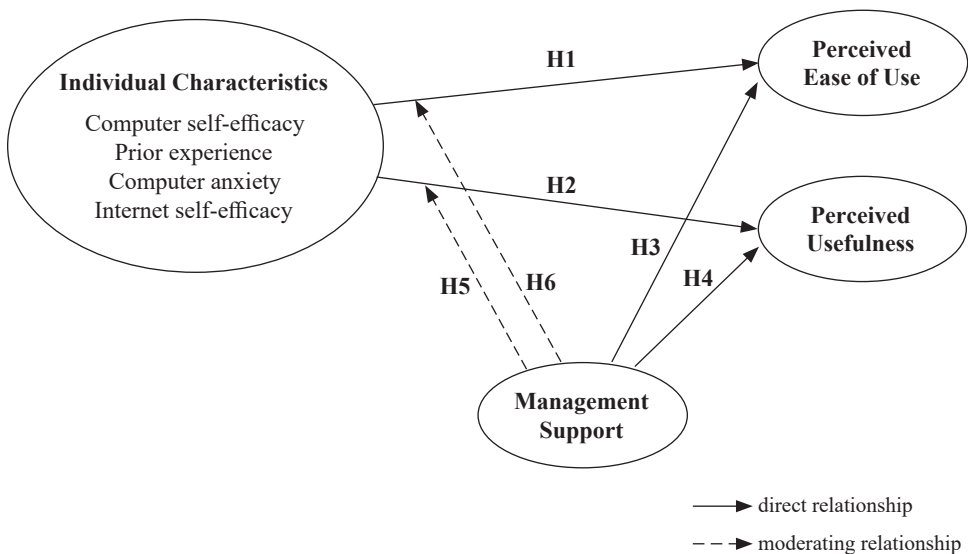 Individual Characteristics
Computer self-efficacy
Prior experience
Computer anxiety
Internet self-efficacy
H1
Perceived
Ease of Use
H2
Perceived
Usefulness
H3
H4
H5
H6
Management
Support
direct relationship
moderating relationship